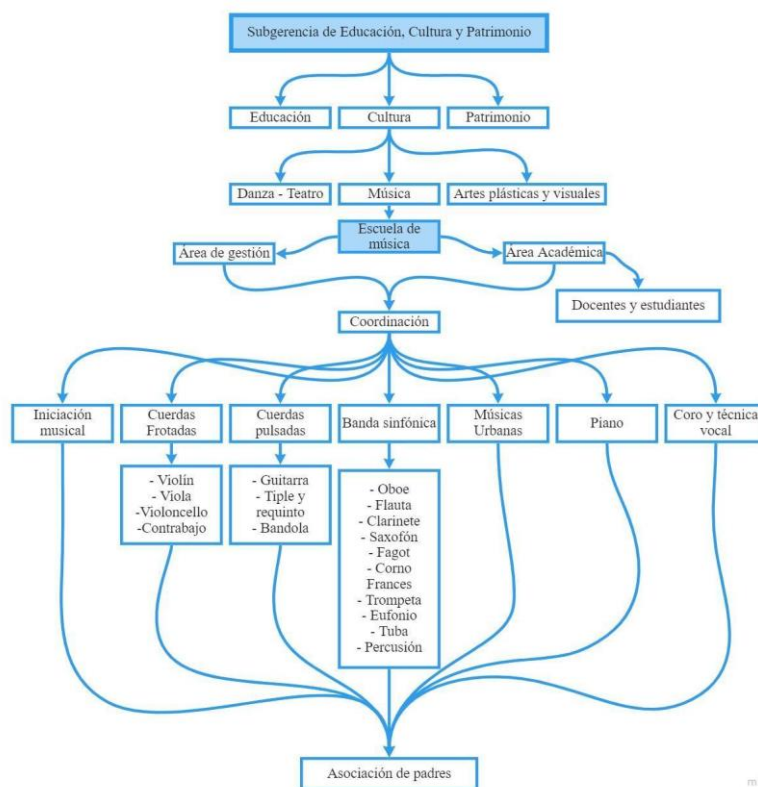 Subgerencia de Educación, Cultura y Patrimonio
Educación
Cultura
Patrimonio
Danza - Teatro
Música
Artes plásticas y visuales
Escuela de
música
Área de gestión
Área Académica
Docentes y estudiantes
Coordinación
Iniciación
musical
Cuerdas
Frotadas
Cuerdas
pulsadas
Banda sinfónica
Músicas
Urbanas
Piano
Coro y técnica
vocal
- Violín
- Viola
-Violoncello
-Contrabajo
- Guitarra
- Tiple y
requinto
- Bandola
- Oboe
- Flauta
- Clarinete
- Saxofón
- Fagot
- Corno
Frances
- Trompeta
- Eufonio
- Tuba
- Percusión
Asociación de padres
m